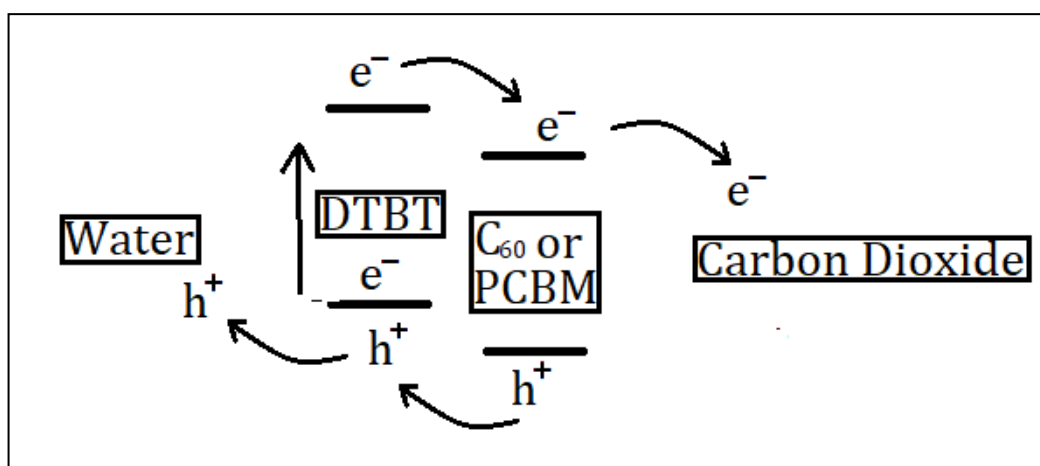 e⁻
e⁻
e⁻
DTBT
Water
C₆₀ or
PCBM
Carbon Dioxide
e⁻
h⁺
h⁺
h⁺